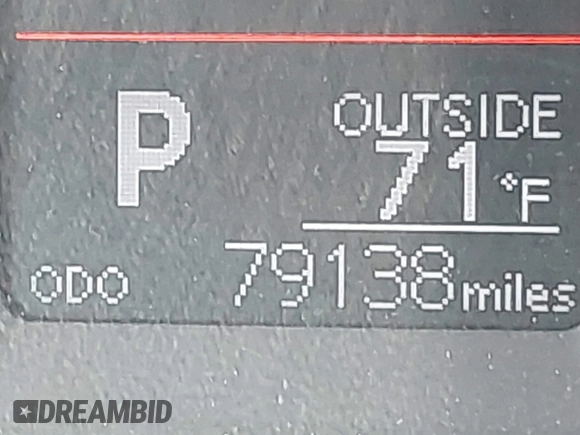 P
OUTSIDE
71°F
ODO 79138 miles
DREAMBID